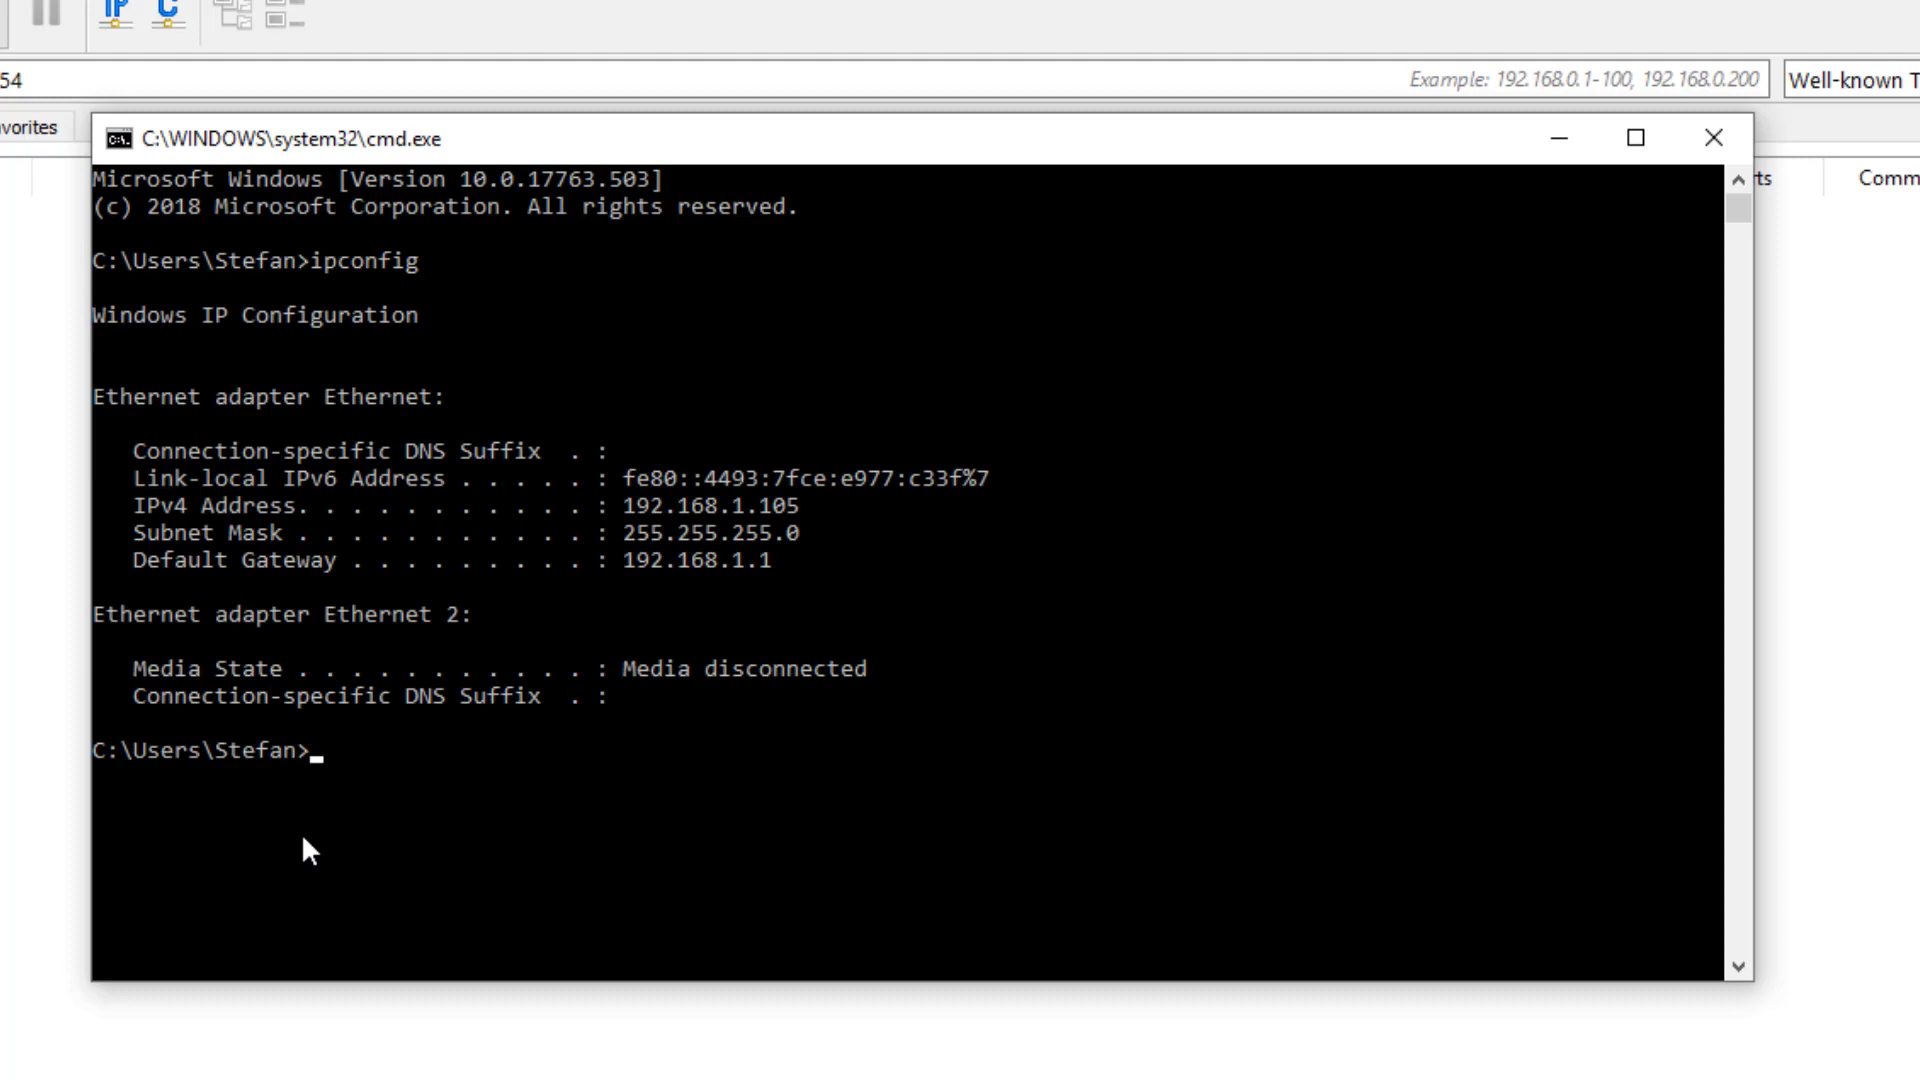 IP C
54
Example: 192.168.0.1-100, 192.168.0.200
Well-known T
vorites
C:\WINDOWS\system32\cmd.exe
rts
Comm
Microsoft Windows [Version 10.0.17763.503]
(c) 2018 Microsoft Corporation. All rights reserved.
C:\Users\Stefan>ipconfig
Windows IP Configuration
Ethernet adapter Ethernet:
Connection-specific DNS Suffix  . :
Link-local IPv6 Address . . . . . : fe80::4493:7fce:e977:c33f%7
IPv4 Address. . . . . . . . . . . : 192.168.1.105
Subnet Mask . . . . . . . . . . . : 255.255.255.0
Default Gateway . . . . . . . . . : 192.168.1.1
Ethernet adapter Ethernet 2:
Media State . . . . . . . . . . . : Media disconnected
Connection-specific DNS Suffix  . :
C:\Users\Stefan>